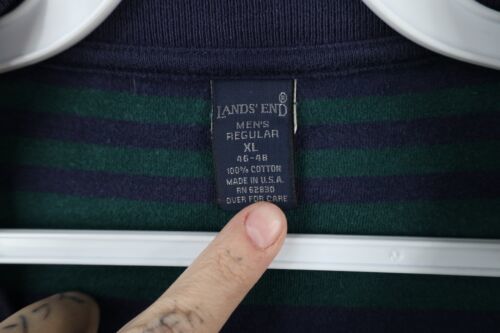 LANDS' END®
MEN'S
REGULAR
XL
46-48
100% COTTON
MADE IN U.S.A.
RN 62830
OVER FOR CARE